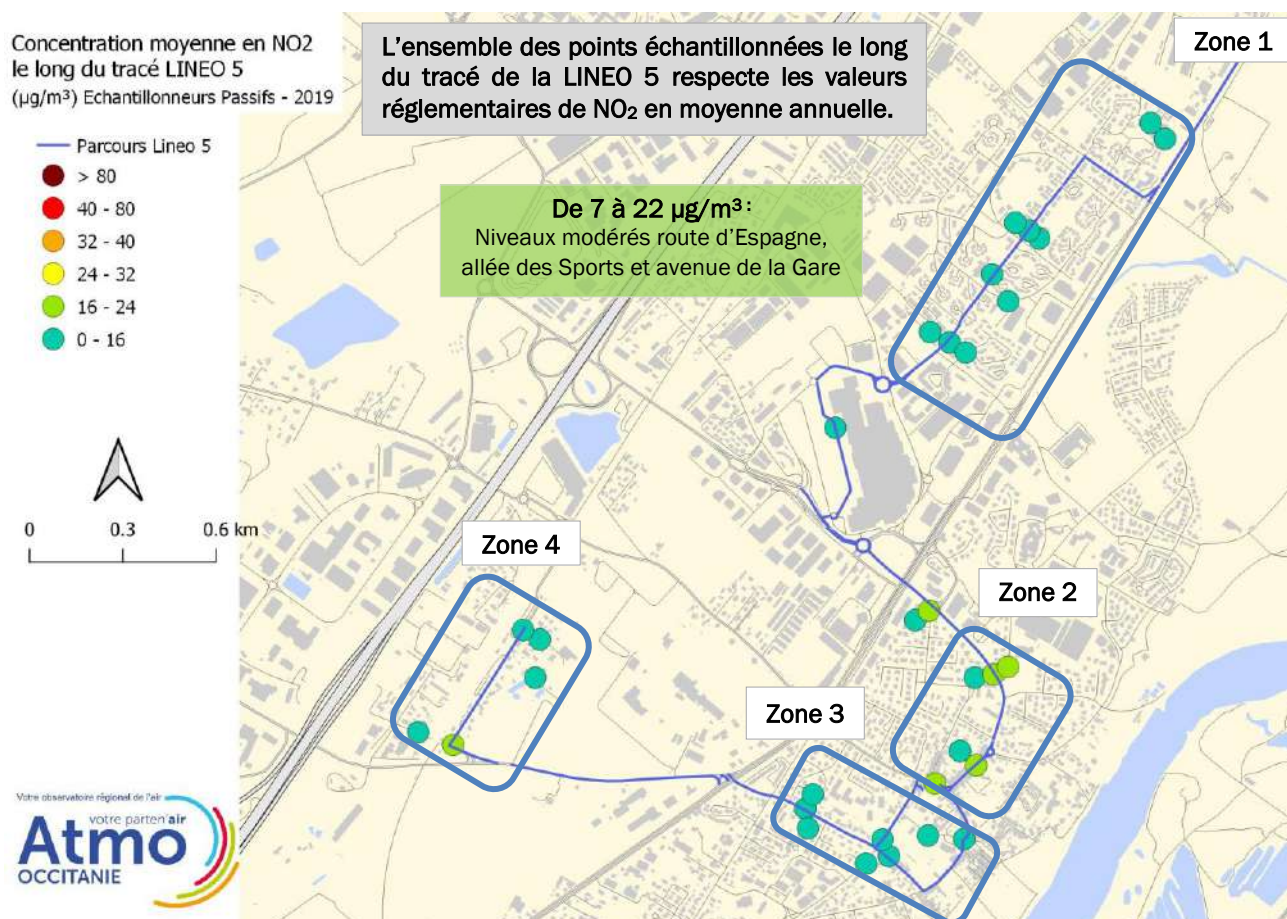 Concentration moyenne en NO2
le long du tracé LINEO 5
(µg/m³) Echantillonneurs Passifs - 2019
Parcours Lineo 5
> 80
40 - 80
32 - 40
24 - 32
16 - 24
0 - 16
0 0.3 0.6 km
L'ensemble des points échantillonnées le long
du tracé de la LINEO 5 respecte les valeurs
réglementaires de NO₂ en moyenne annuelle.
De 7 à 22 µg/m³ :
Niveaux modérés route d'Espagne,
allée des Sports et avenue de la Gare
Zone 1
Zone 4
Zone 2
Zone 3
Votre observatoire régional de l'air
votre parten'air
Atmo
OCCITANIE